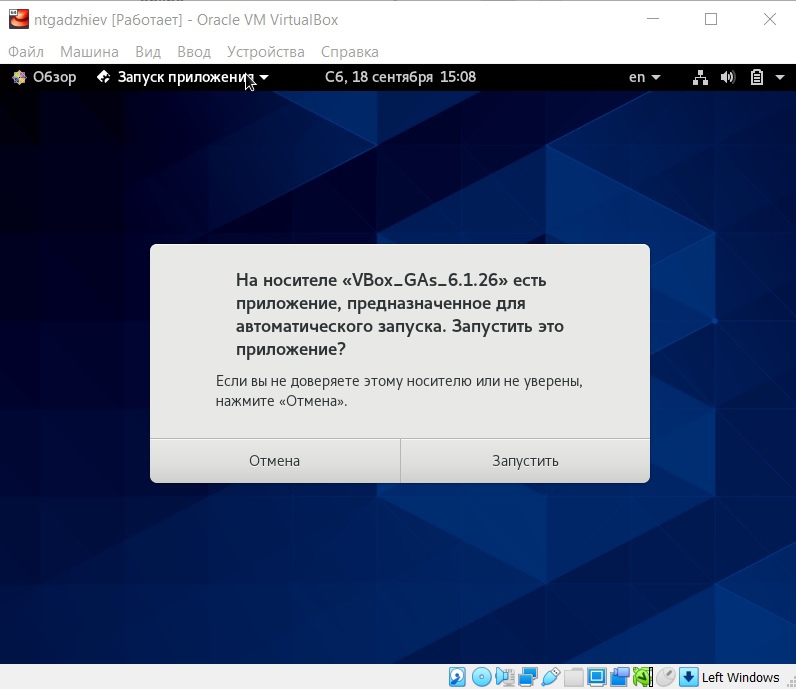 ntgadzhiev [Работает] - Oracle VM VirtualBox
Файл Машина Вид Ввод Устройства Справка
Обзор Запуск приложения Сб, 18 сентября 15:08 en
На носителе «VBox_GAs_6.1.26» есть
приложение, предназначенное для
автоматического запуска. Запустить это
приложение?
Если вы не доверяете этому носителю или не уверены,
нажмите «Отмена».
Отмена Запустить
Left Windows